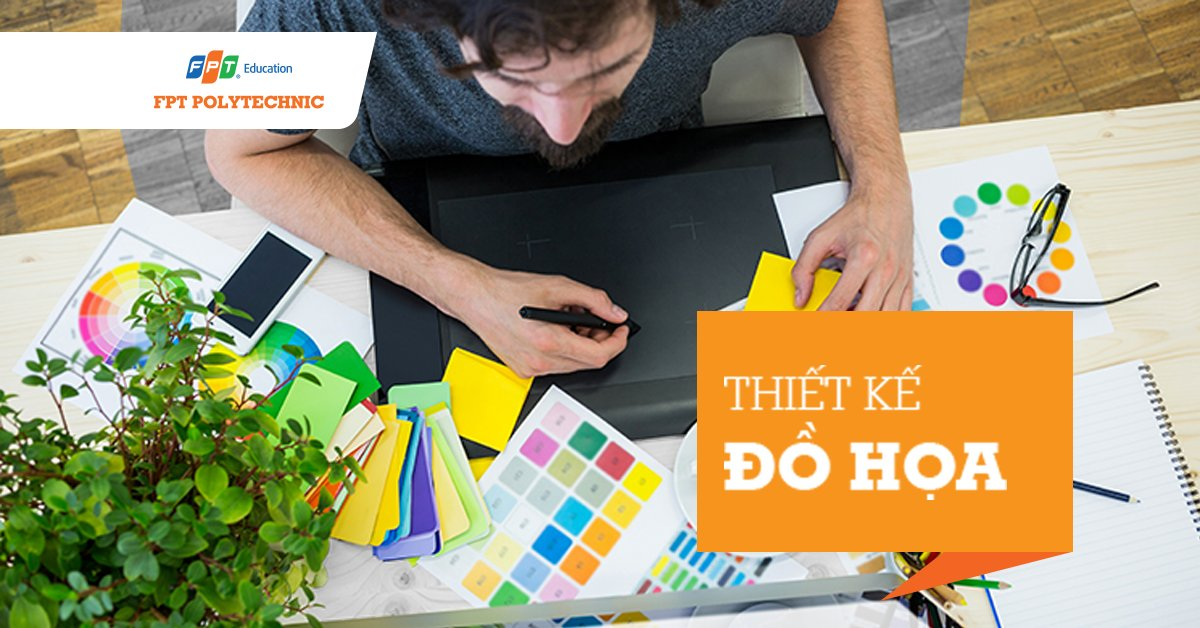 FPT Education
FPT POLYTECHNIC
THIẾT KẾ
ĐỒ HỌA